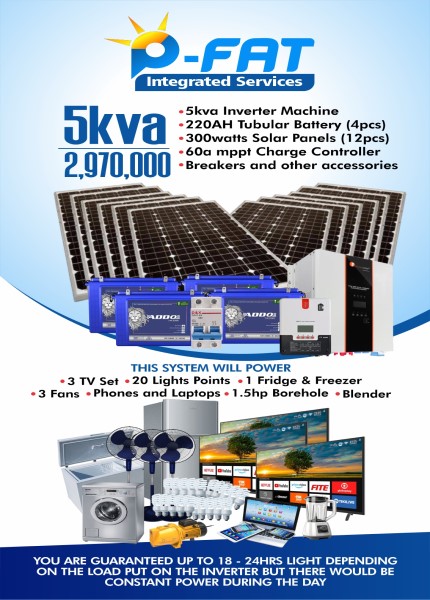 P-FAT
Integrated Services
5kva
2,970,000
• 5kva Inverter Machine
• 220AH Tubular Battery (4pcs)
• 300watts Solar Panels (12pcs)
• 60a mppt Charge Controller
• Breakers and other accessories
THIS SYSTEM WILL POWER
• 3 TV Set • 20 Lights Points • 1 Fridge & Freezer
• 3 Fans • Phones and Laptops • 1.5hp Borehole • Blender
FITE
YOU ARE GUARANTEED UP TO 18 - 24HRS LIGHT DEPENDING
ON THE LOAD PUT ON THE INVERTER BUT THERE WOULD BE
CONSTANT POWER DURING THE DAY